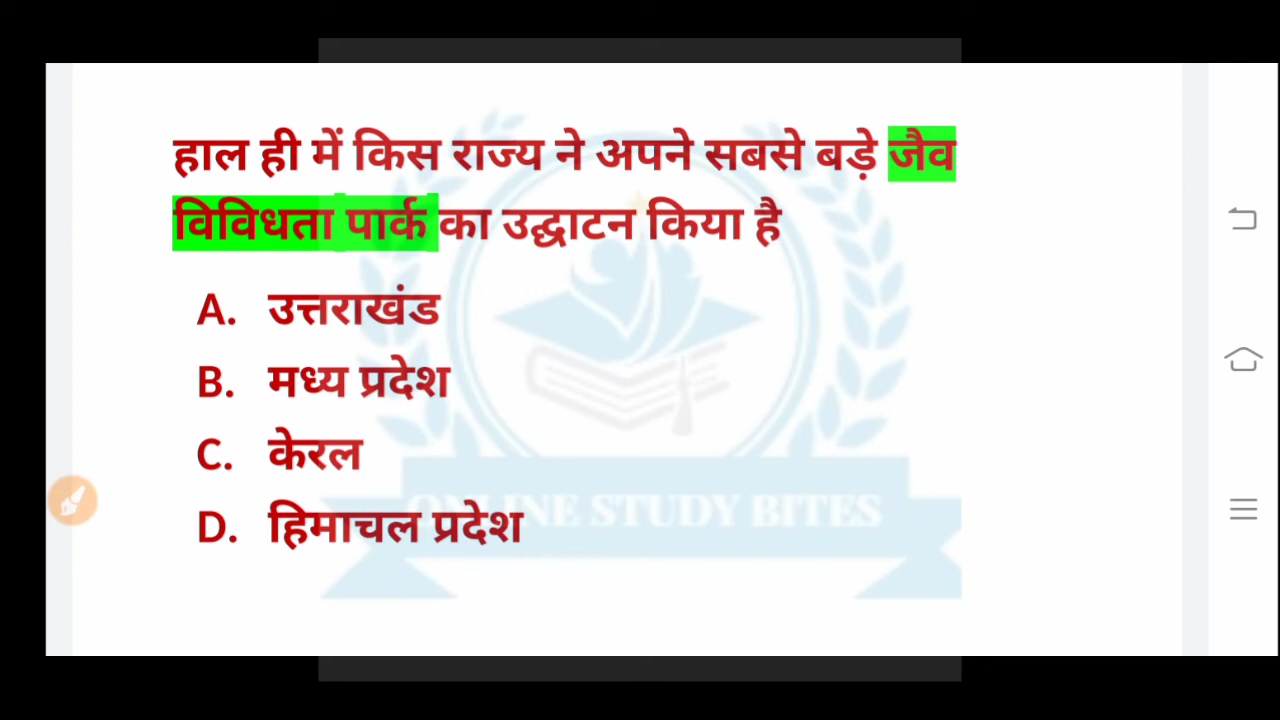 हाल ही में किस राज्य ने अपने सबसे बड़े जैव
विविधता पार्क का उद्घाटन किया है
A. उत्तराखंड
B. मध्य प्रदेश
C. केरल
D. हिमाचल प्रदेश
ONLINE STUDY BITES